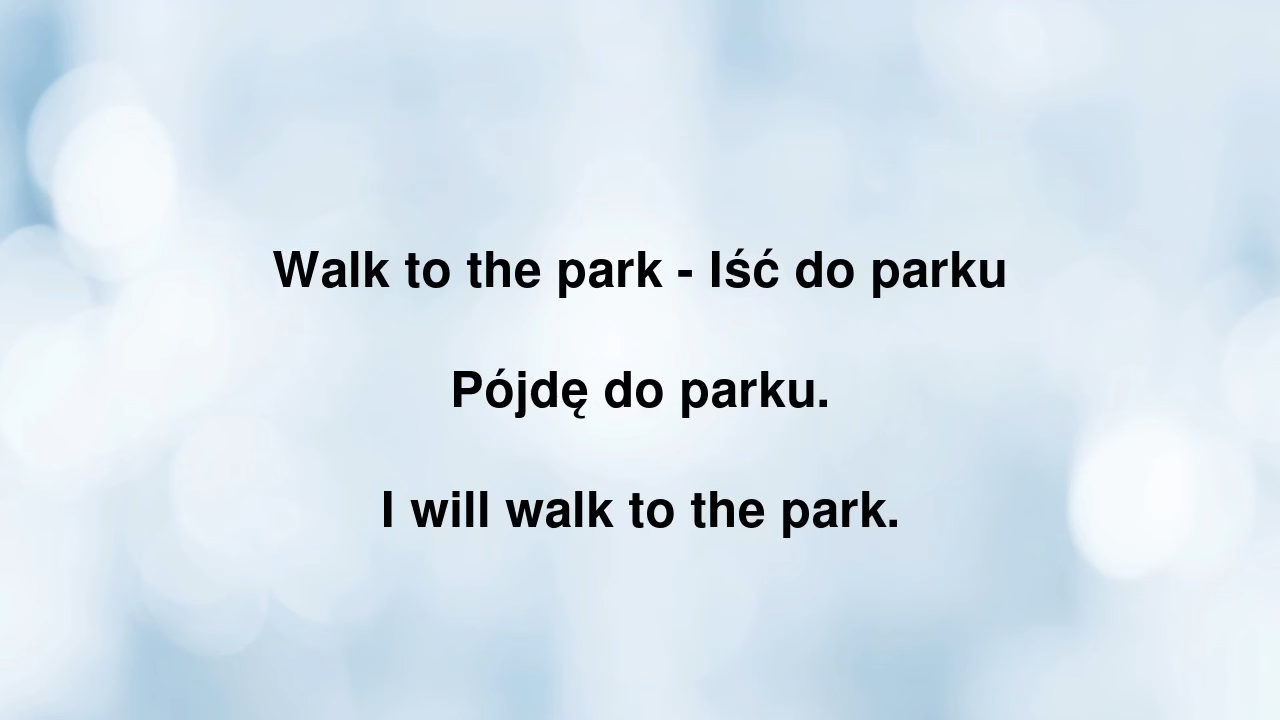 Walk to the park - Iść do parku
Pójdę do parku.
I will walk to the park.